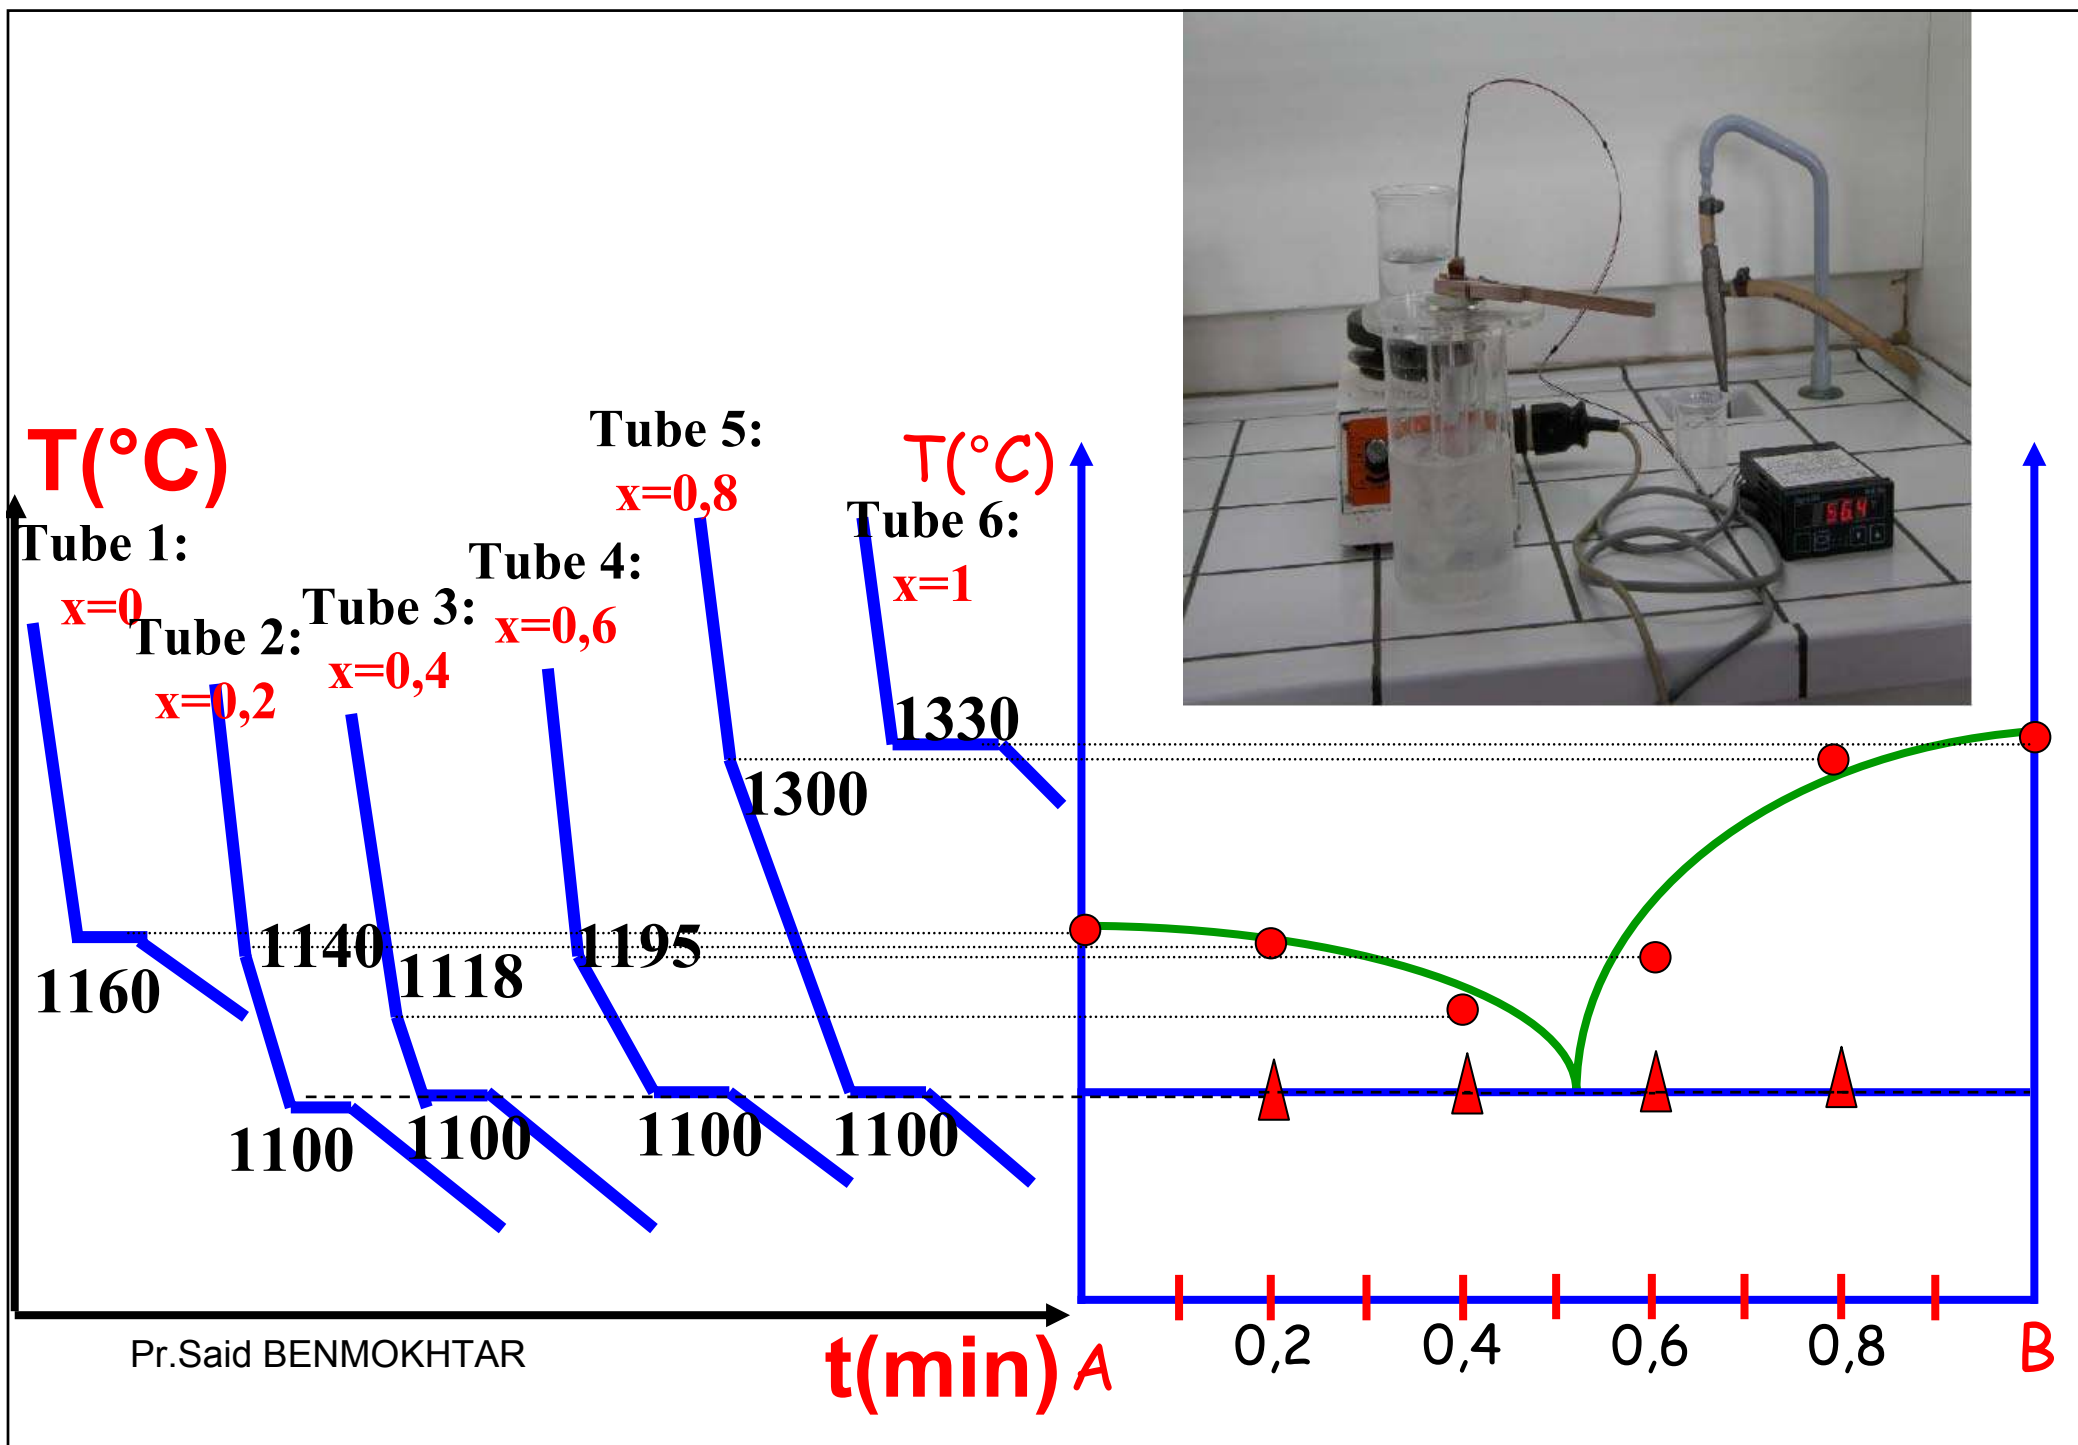 T(°C)
Tube 1:
x=0
Tube 2:
x=0,2
Tube 3:
x=0,4
Tube 4:
x=0,6
Tube 5:
x=0,8
Tube 6:
x=1
T(°C)
56.4
1330
1300
1160
1140
1118
1195
1100
1100
1100
1100
0,2
0,4
0,6
0,8
t(min)
A
B
Pr.Said BENMOKHTAR